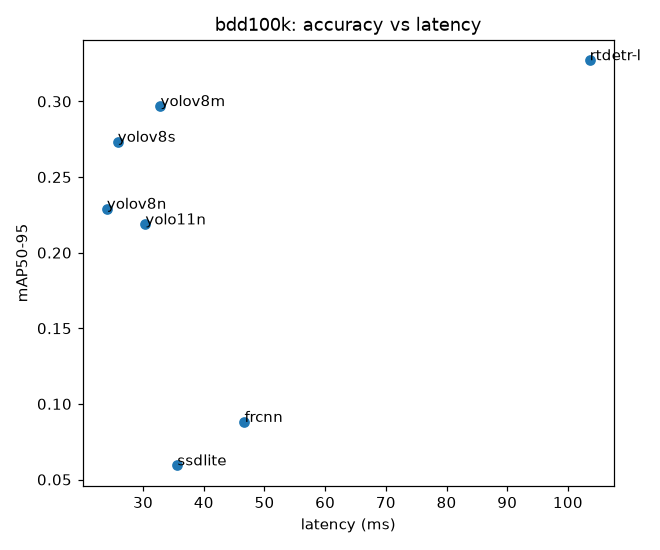 bdd100k: accuracy vs latency
rtdetr-l
yolov8m
yolov8s
yolov8n
yolo11n
frcnn
ssdlite
0.30
0.25
0.20
0.15
0.10
0.05
mAP50-95
30 40 50 60 70 80 90 100
latency (ms)